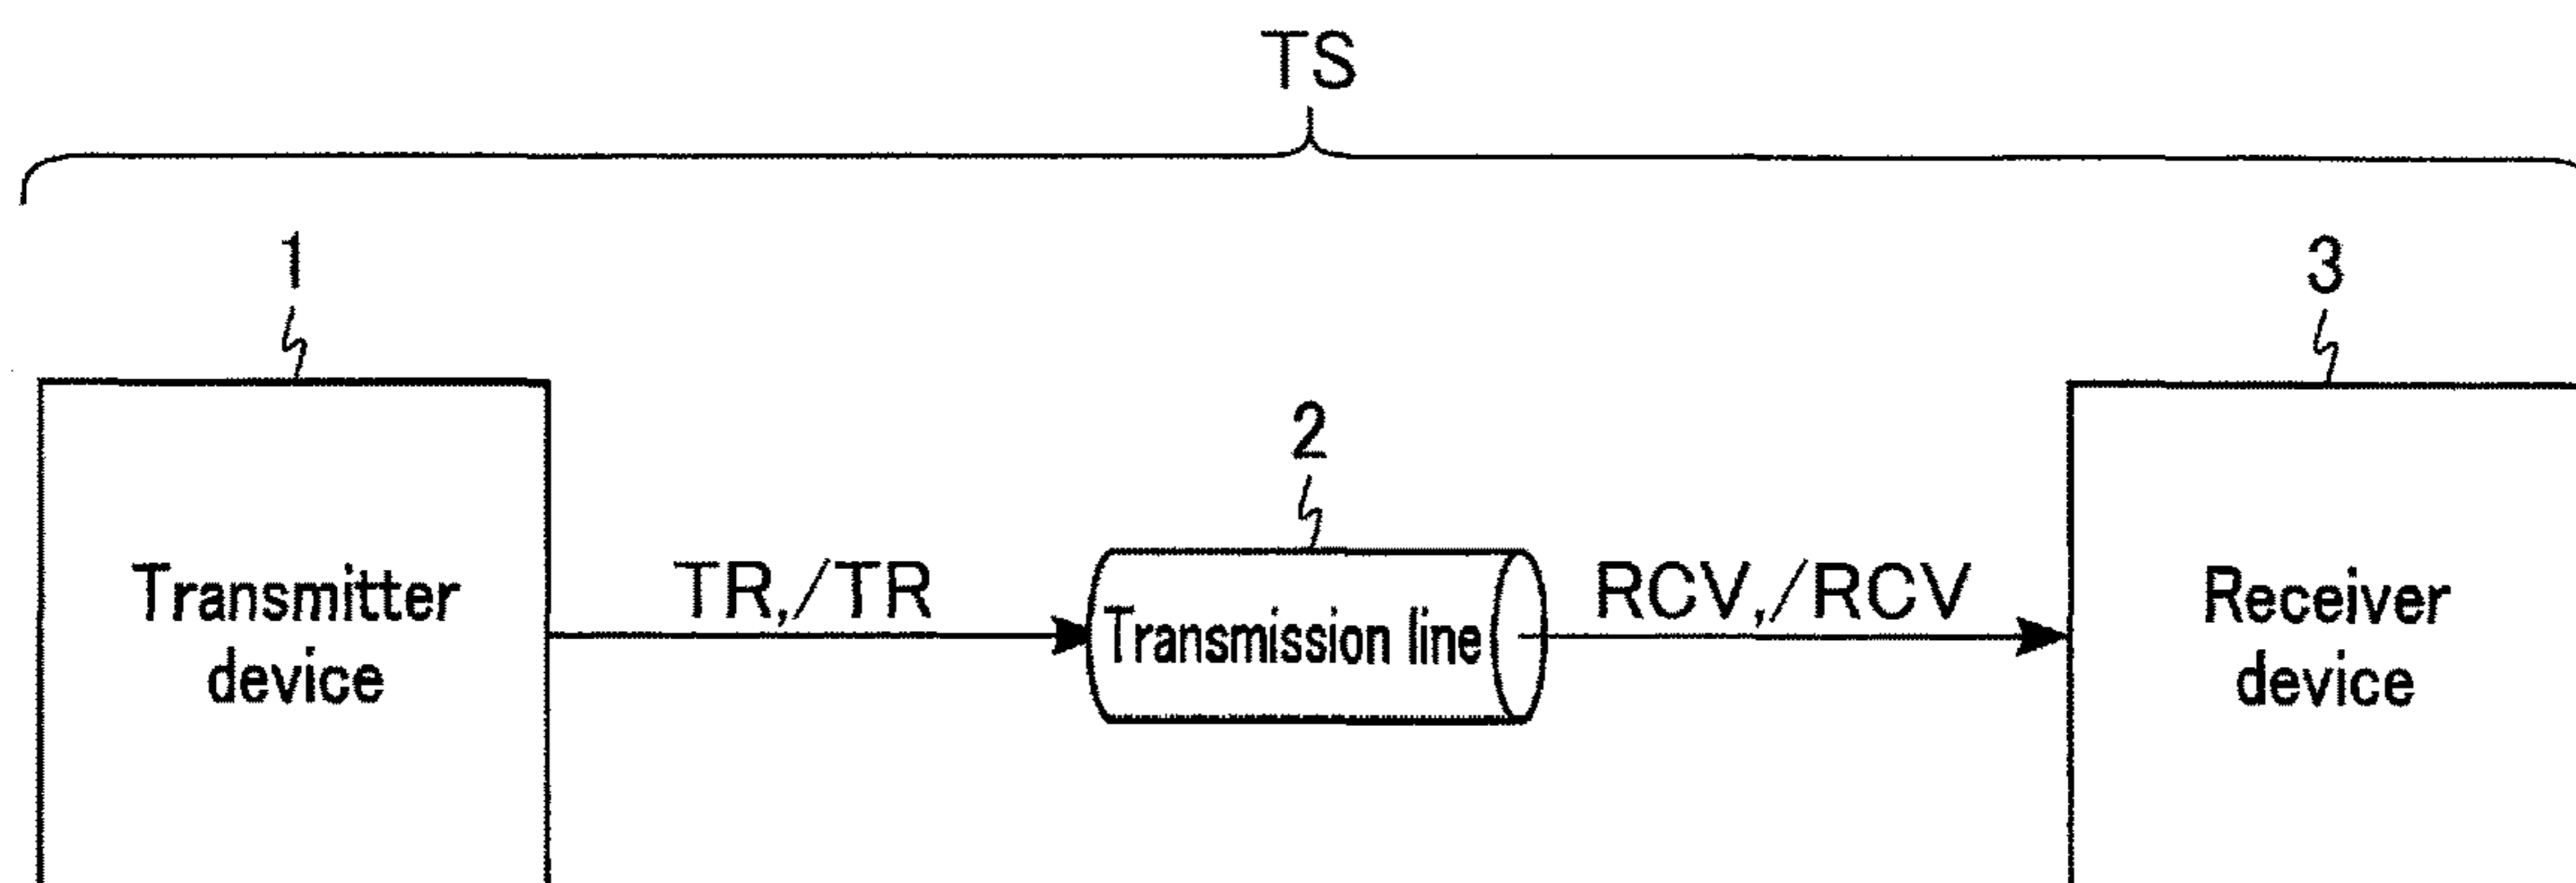 TS
1
3
2
Transmitter
device
TR,/TR
Transmission line
RCV,/RCV
Receiver
device